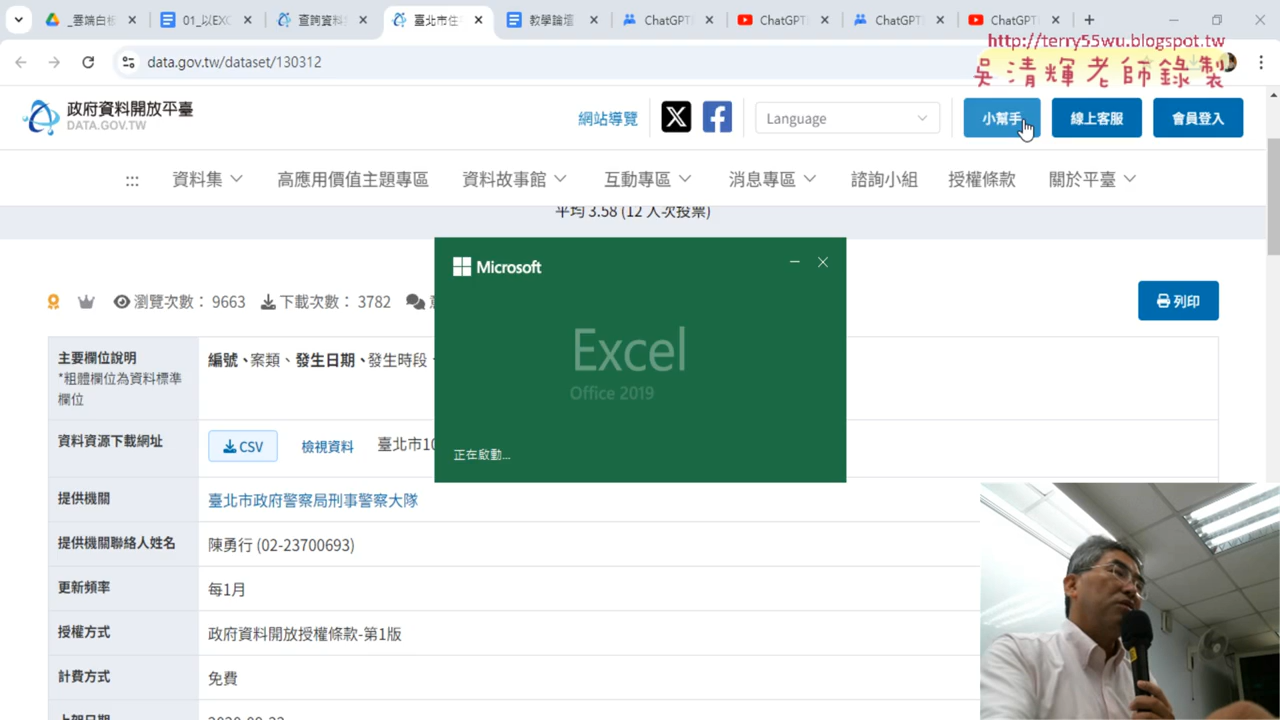 _雲端白板
01_以EXC
查詢資料
臺北市住
教學論壇
ChatGPT
ChatGPT
ChatGPT
ChatGPT
http://terry55wu.blogspot.tw
data.gov.tw/dataset/130312
吳清輝老師錄製
政府資料開放平臺
DATA.GOV.TW
網站導覽
Language
小幫手
線上客服
會員登入
:::
資料集
高應用價值主題專區
資料故事館
互動專區
消息專區
諮詢小組
授權條款
關於平臺
平均 3.58 (12 人次投票)
Microsoft
Excel
Office 2019
正在啟動...
瀏覽次數： 9663
下載次數： 3782
列印
主要欄位說明
*粗體欄位為資料標準
欄位
編號、案類、發生日期、發生時段
資料資源下載網址
CSV
檢視資料
臺北市10
提供機關
臺北市政府警察局刑事警察大隊
提供機關聯絡人姓名
陳勇行 (02-23700693)
更新頻率
每1月
授權方式
政府資料開放授權條款-第1版
計費方式
免費
上架日期